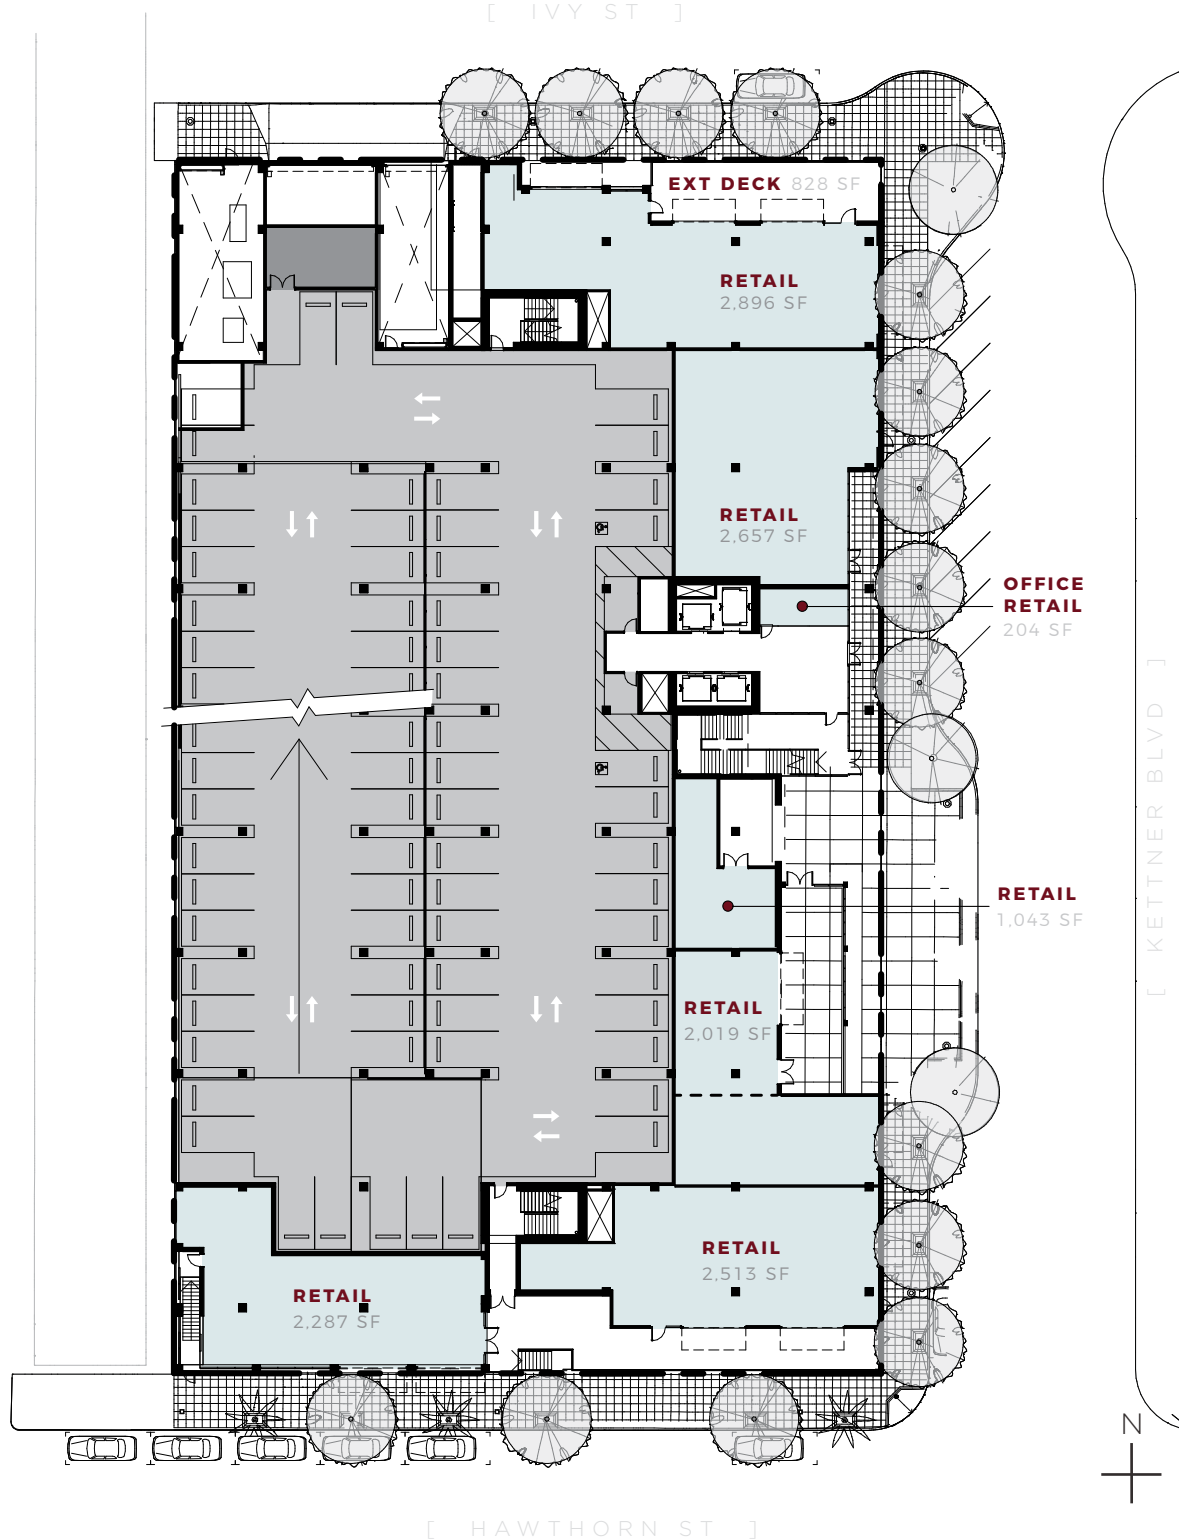 [ IVY ST ]
EXT DECK 828 SF
RETAIL
2,896 SF
RETAIL
2,657 SF
OFFICE
RETAIL
204 SF
[ KETTNER BLVD ]
RETAIL
1,043 SF
RETAIL
2,019 SF
RETAIL
2,513 SF
RETAIL
2,287 SF
N
[ HAWTHORN ST ]